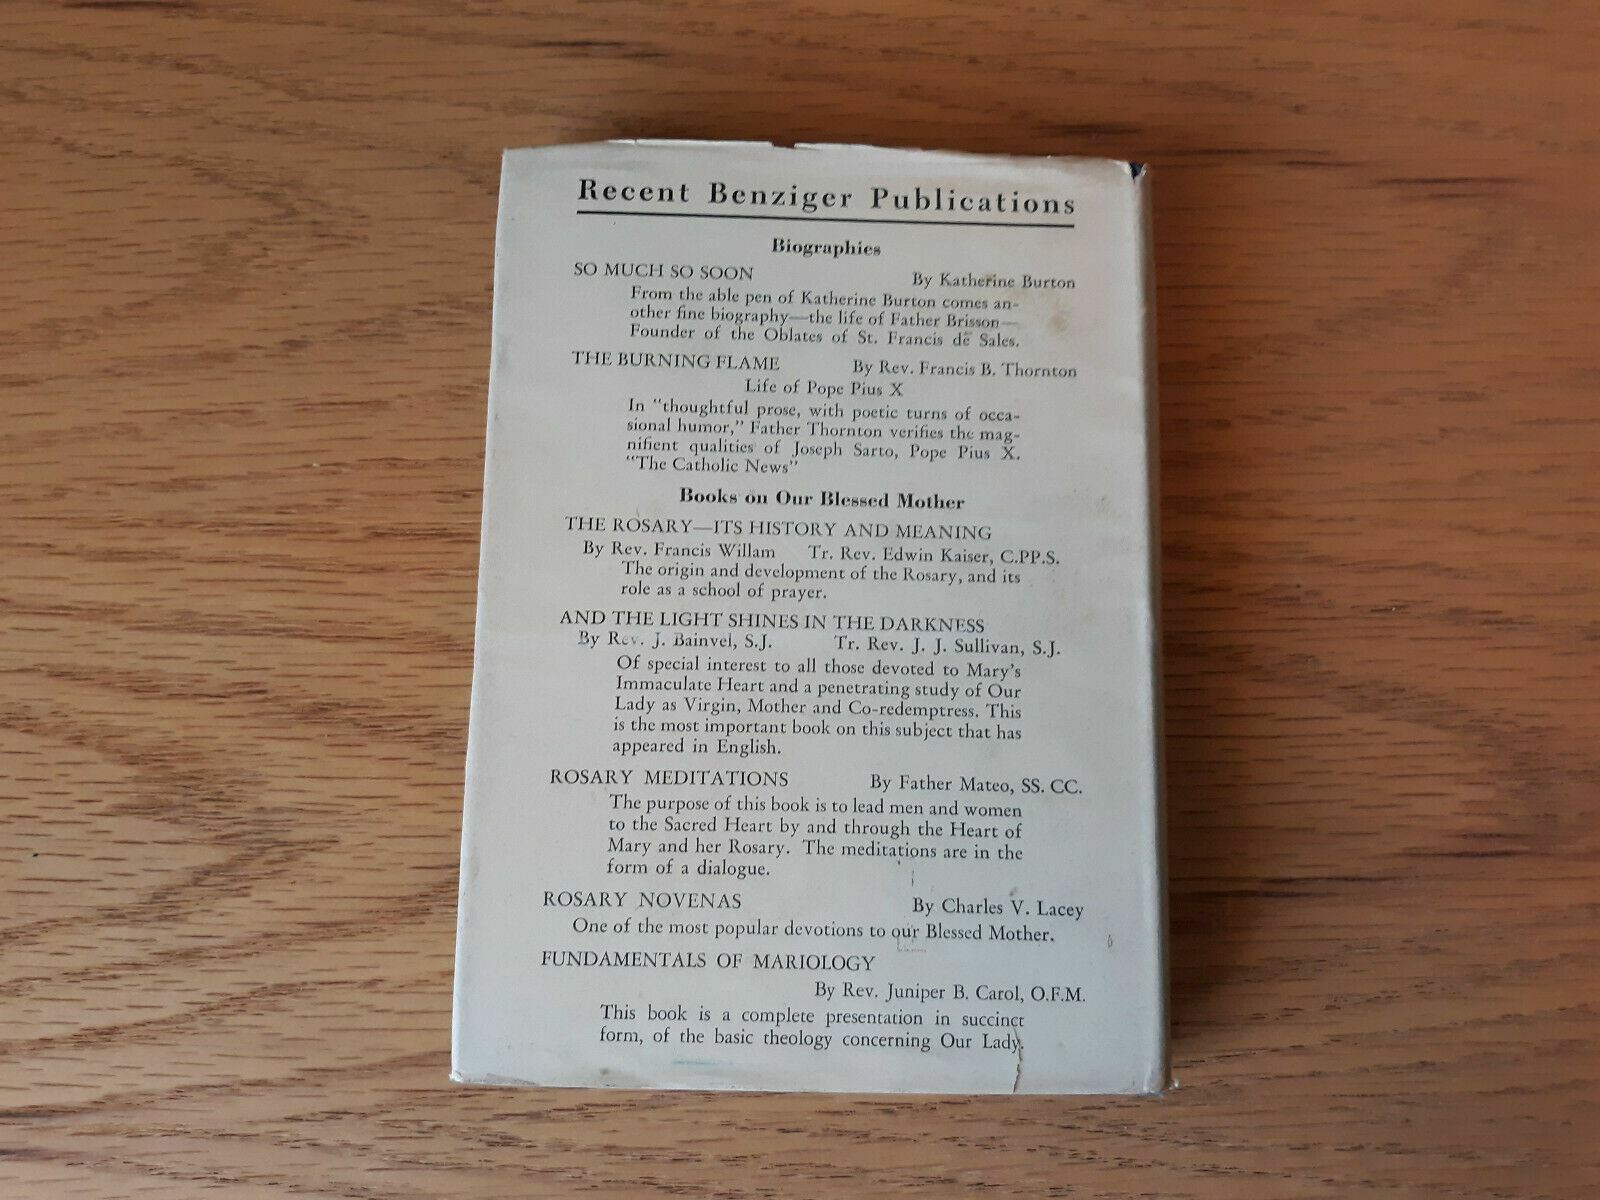 Recent Benziger Publications
Biographies
SO MUCH SO SOON By Katherine Burton
From the able pen of Katherine Burton comes an-
other fine biography—the life of Father Brisson—
Founder of the Oblates of St. Francis de Sales.
THE BURNING FLAME By Rev. Francis B. Thornton
Life of Pope Pius X
In "thoughtful prose, with poetic turns of occa-
sional humor," Father Thornton verifies the mag-
nifient qualities of Joseph Sarto, Pope Pius X.
"The Catholic News"
Books on Our Blessed Mother
THE ROSARY—ITS HISTORY AND MEANING
By Rev. Francis Willam Tr. Rev. Edwin Kaiser, C.PP.S.
The origin and development of the Rosary, and its
role as a school of prayer.
AND THE LIGHT SHINES IN THE DARKNESS
By Rev. J. Bainvel, S.J. Tr. Rev. J. J. Sullivan, S.J.
Of special interest to all those devoted to Mary's
Immaculate Heart and a penetrating study of Our
Lady as Virgin, Mother and Co-redemptress. This
is the most important book on this subject that has
appeared in English.
ROSARY MEDITATIONS By Father Mateo, SS. CC.
The purpose of this book is to lead men and women
to the Sacred Heart by and through the Heart of
Mary and her Rosary. The meditations are in the
form of a dialogue.
ROSARY NOVENAS By Charles V. Lacey
One of the most popular devotions to our Blessed Mother.
FUNDAMENTALS OF MARIOLOGY
By Rev. Juniper B. Carol, O.F.M.
This book is a complete presentation in succinct
form, of the basic theology concerning Our Lady.